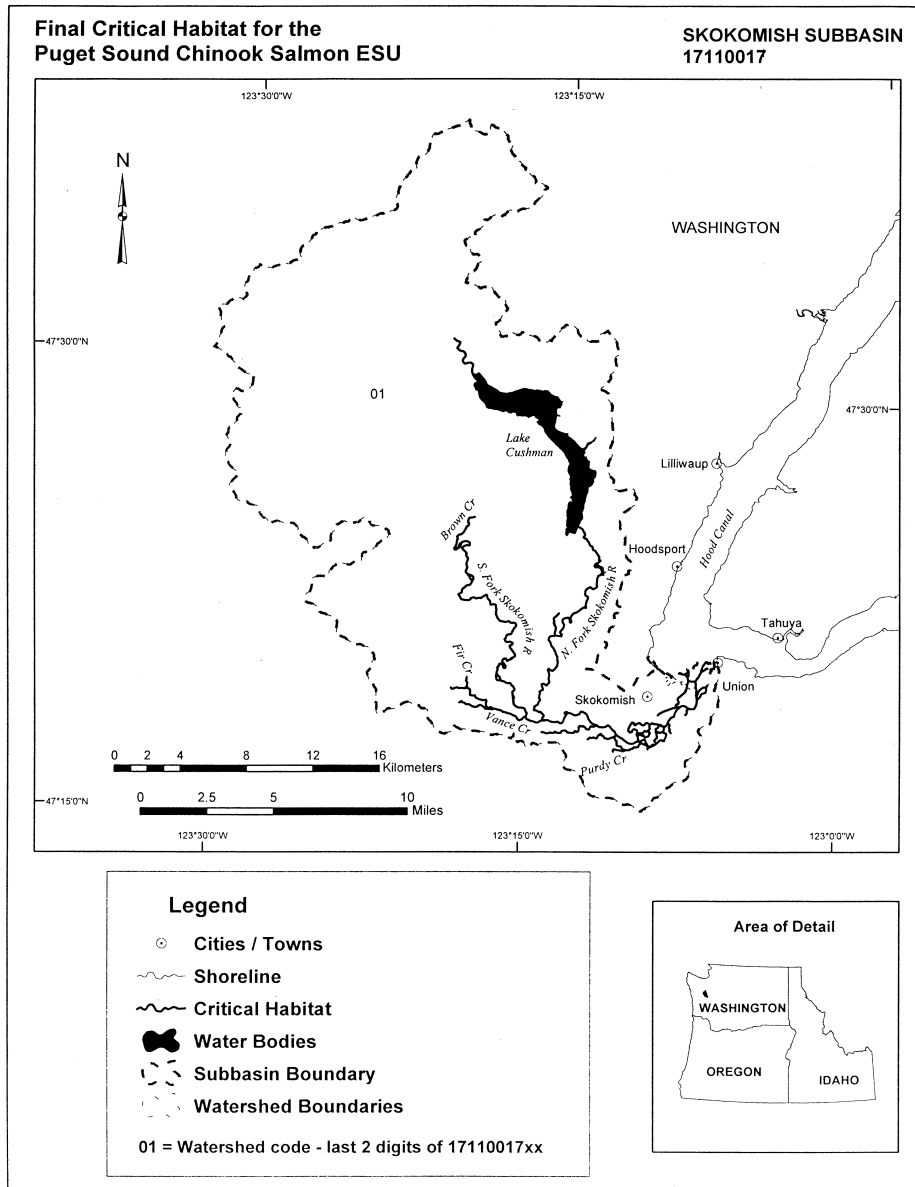 Final Critical Habitat for the
Puget Sound Chinook Salmon ESU
SKOKOMISH SUBBASIN
17110017
123°30'0"W
123°15'0"W
N
WASHINGTON
47°30'0"N
01
47°30'0"N
Lake
Cushman
Lilliwaup
Brown Cr
Hood Canal
Hoodsport
S. Fork Skokomish R
N. Fork Skokomish R
Tahuya
Fir Cr
Union
Skokomish
Vance Cr
Purdy Cr
0 2 4 8 12 16
Kilometers
0 2.5 5 10
Miles
47°15'0"N
123°30'0"W
123°15'0"W
123°0'0"W
Legend
Cities / Towns
Shoreline
Critical Habitat
Water Bodies
Subbasin Boundary
Watershed Boundaries
01 = Watershed code - last 2 digits of 17110017xx
Area of Detail
WASHINGTON
OREGON
IDAHO